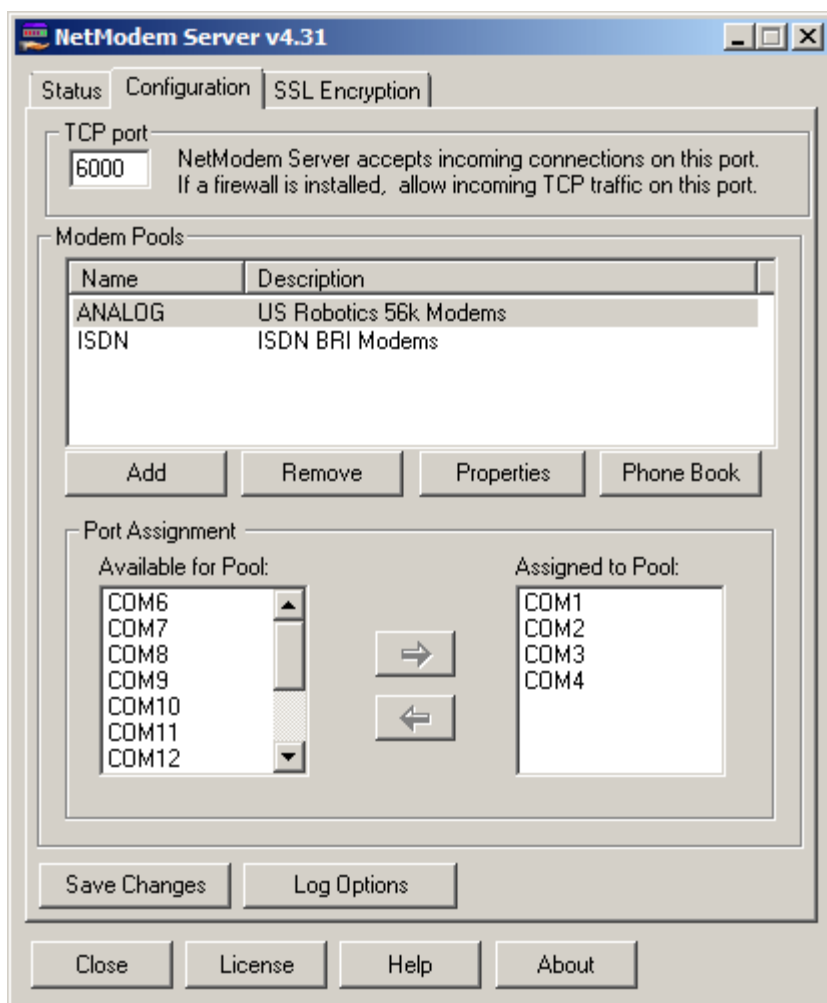 NetModem Server v4.31
Status Configuration SSL Encryption
TCP port
6000 NetModem Server accepts incoming connections on this port.
If a firewall is installed, allow incoming TCP traffic on this port.
Modem Pools
Name Description
ANALOG US Robotics 56k Modems
ISDN ISDN BRI Modems
Add Remove Properties Phone Book
Port Assignment
Available for Pool:
COM6
COM7
COM8
COM9
COM10
COM11
COM12
Assigned to Pool:
COM1
COM2
COM3
COM4
Save Changes Log Options
Close License Help About